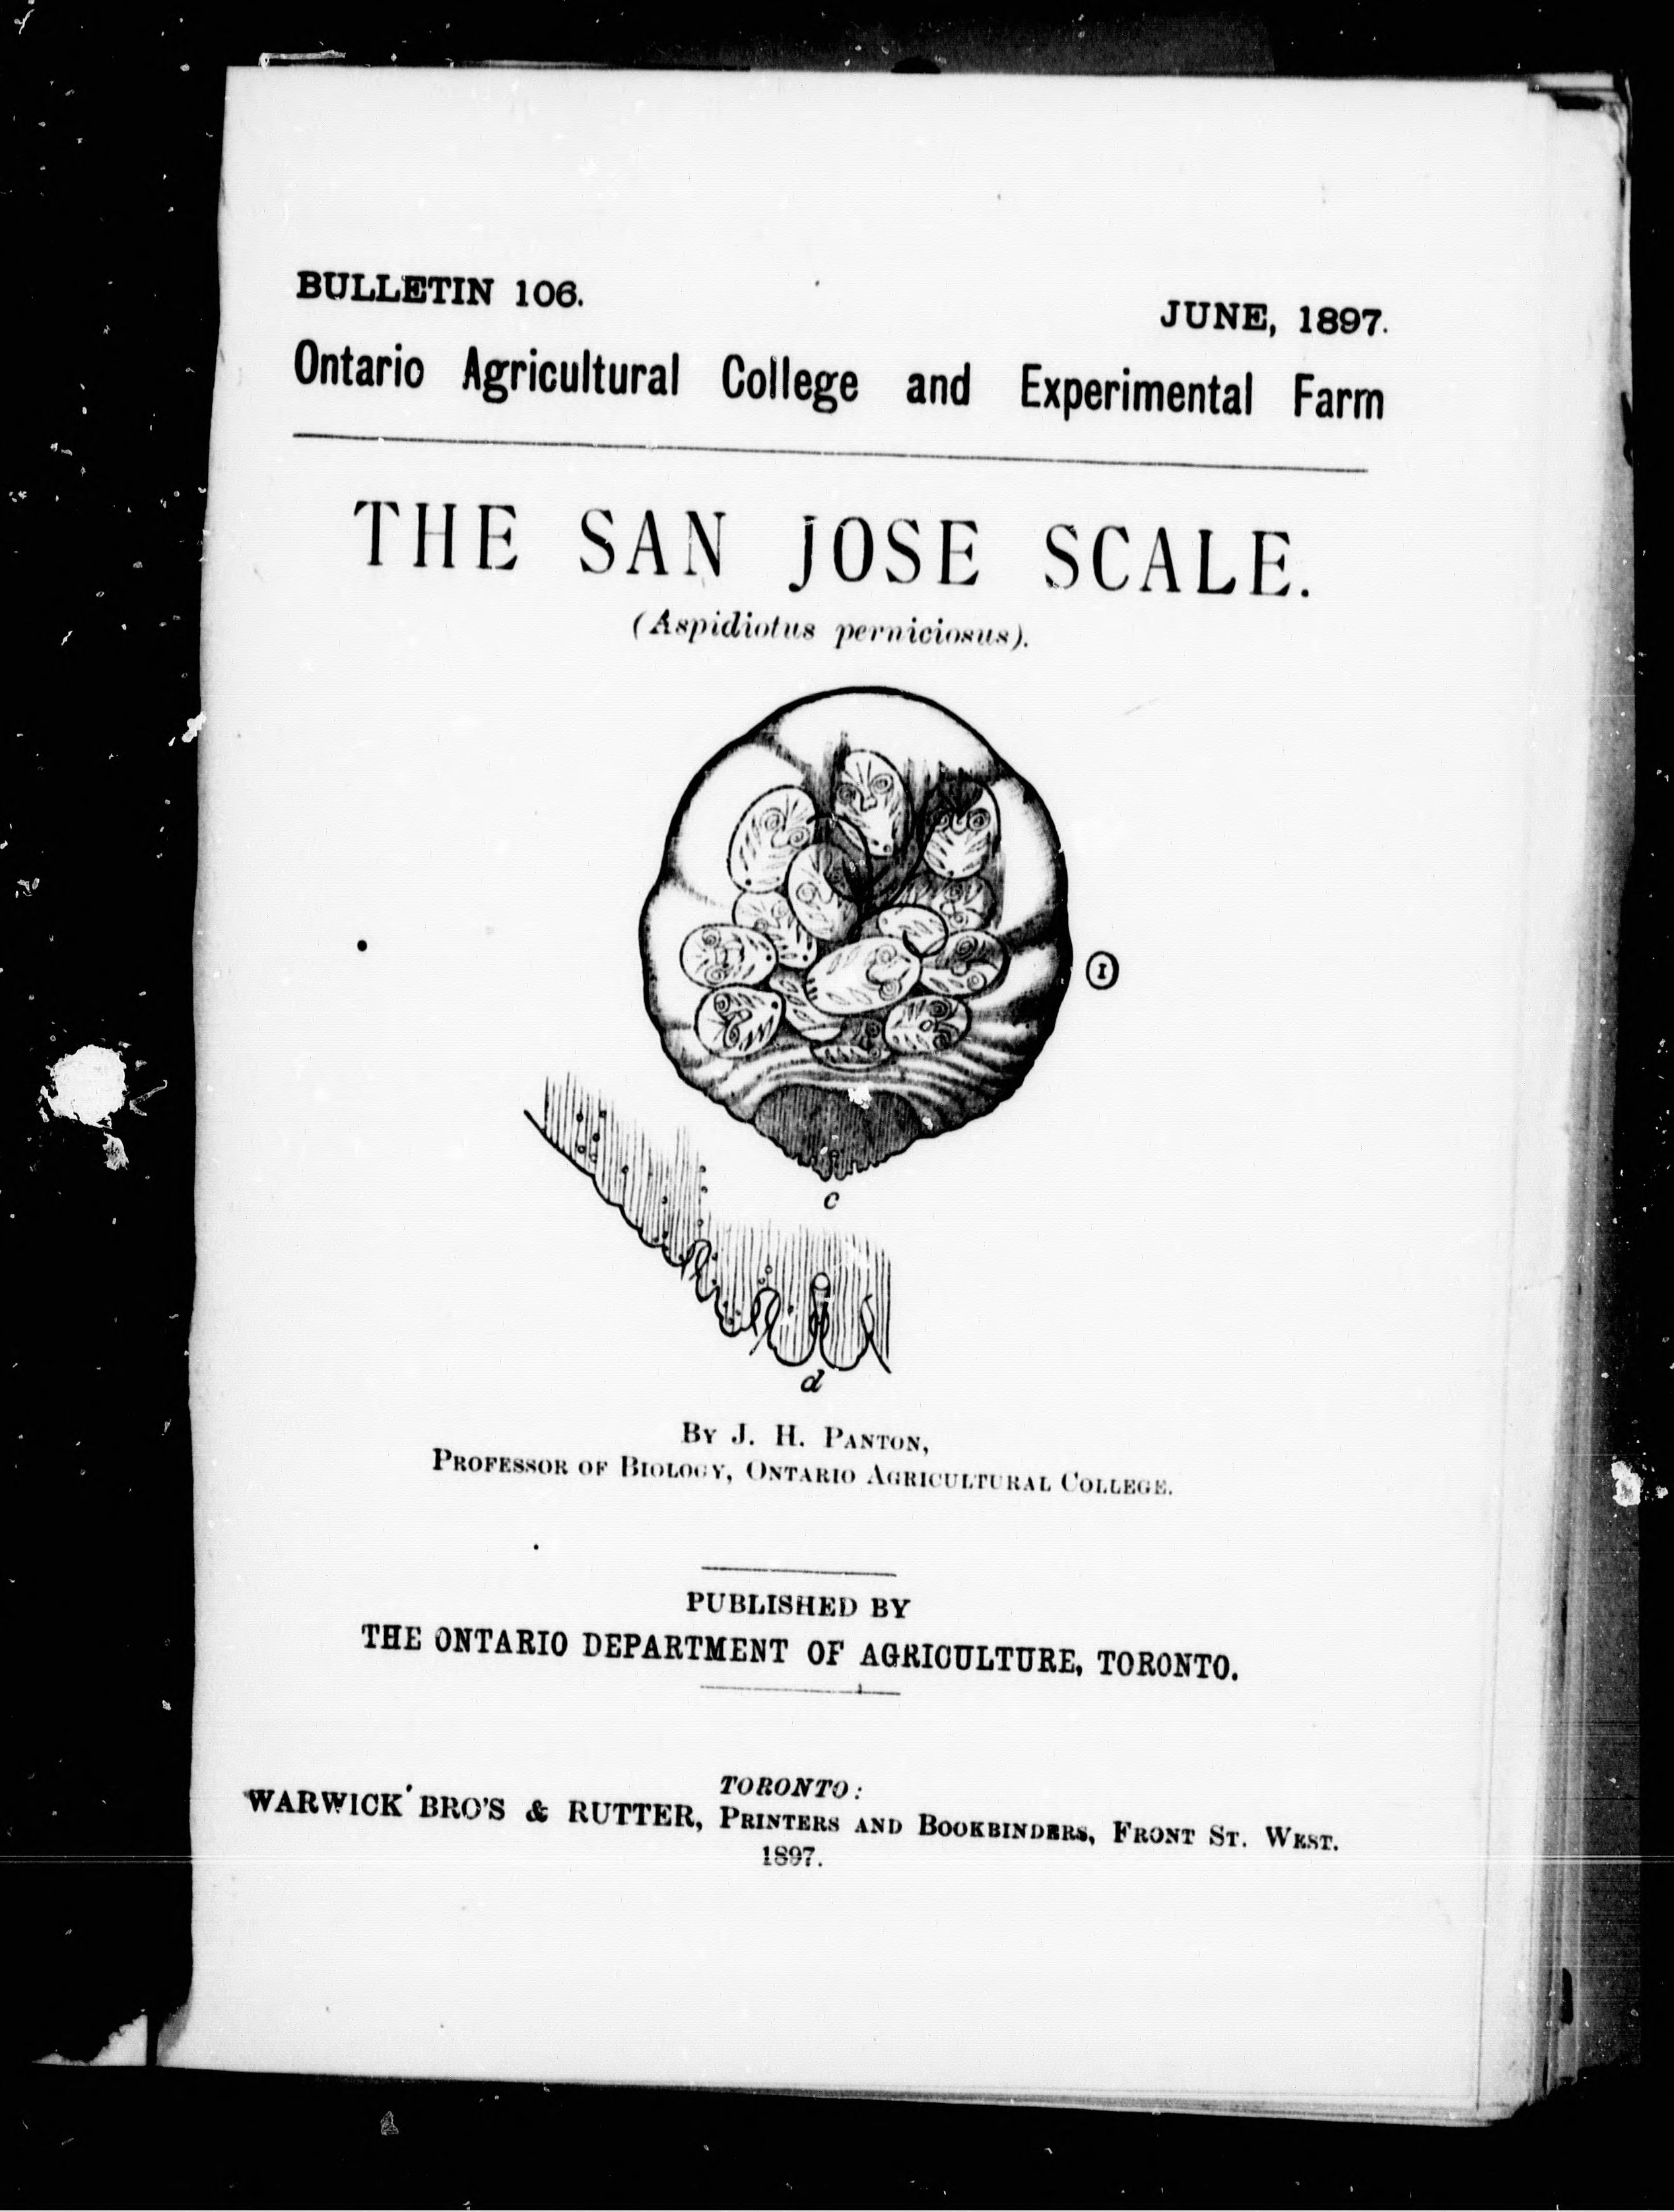 BULLETIN 106.
JUNE, 1897.
Ontario Agricultural College and Experimental Farm
THE SAN JOSE SCALE.
(Aspidiotus perniciosus).
1
c
d
By J. H. Panton,
Professor of Biology, Ontario Agricultural College.
PUBLISHED BY
THE ONTARIO DEPARTMENT OF AGRICULTURE, TORONTO.
TORONTO:
WARWICK BRO'S & RUTTER, Printers and Bookbinders, Front St. West.
1897.